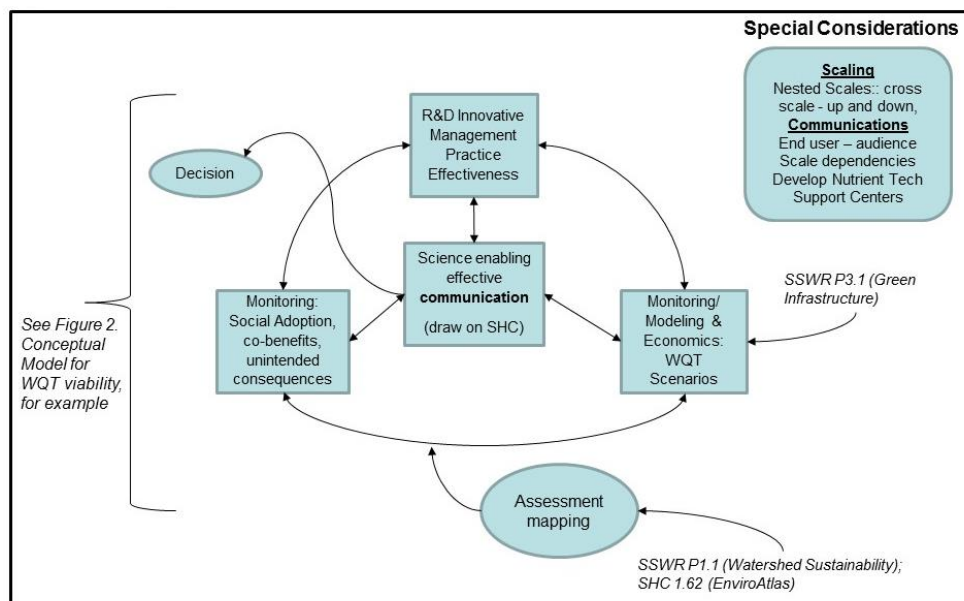 Special Considerations
Scaling
Nested Scales:: cross
scale - up and down,
Communications
End user – audience
Scale dependencies
Develop Nutrient Tech
Support Centers
R&D Innovative
Management
Practice
Effectiveness
Decision
Science enabling
effective
communication
(draw on SHC)
Monitoring:
Social Adoption,
co-benefits,
unintended
consequences
Monitoring/
Modeling &
Economics:
WQT
Scenarios
SSWR P3.1 (Green
Infrastructure)
See Figure 2.
Conceptual
Model for
WQT viability,
for example
Assessment
mapping
SSWR P1.1 (Watershed Sustainability);
SHC 1.62 (EnviroAtlas)